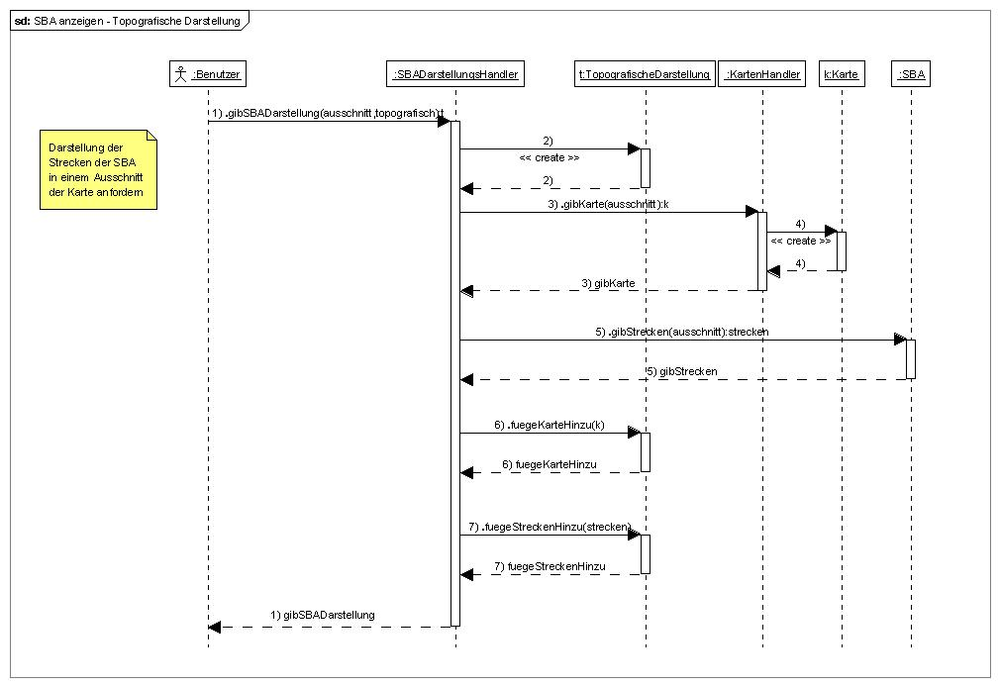 sd: SBA anzeigen - Topografische Darstellung
:Benutzer
:SBADarstellungsHandler
t:TopografischeDarstellung
:KartenHandler
k:Karte
:SBA
1) .gibSBADarstellung(ausschnitt,topografisch):t
Darstellung der
Strecken der SBA
in einem Ausschnitt
der Karte anfordern
2)
<< create >>
2)
3) .gibKarte(ausschnitt):k
4)
<< create >>
4)
3) gibKarte
5) .gibStrecken(ausschnitt):strecken
5) gibStrecken
6) .fuegeKarteHinzu(k)
6) fuegeKarteHinzu
7) .fuegeStreckenHinzu(strecken)
7) fuegeStreckenHinzu
1) gibSBADarstellung